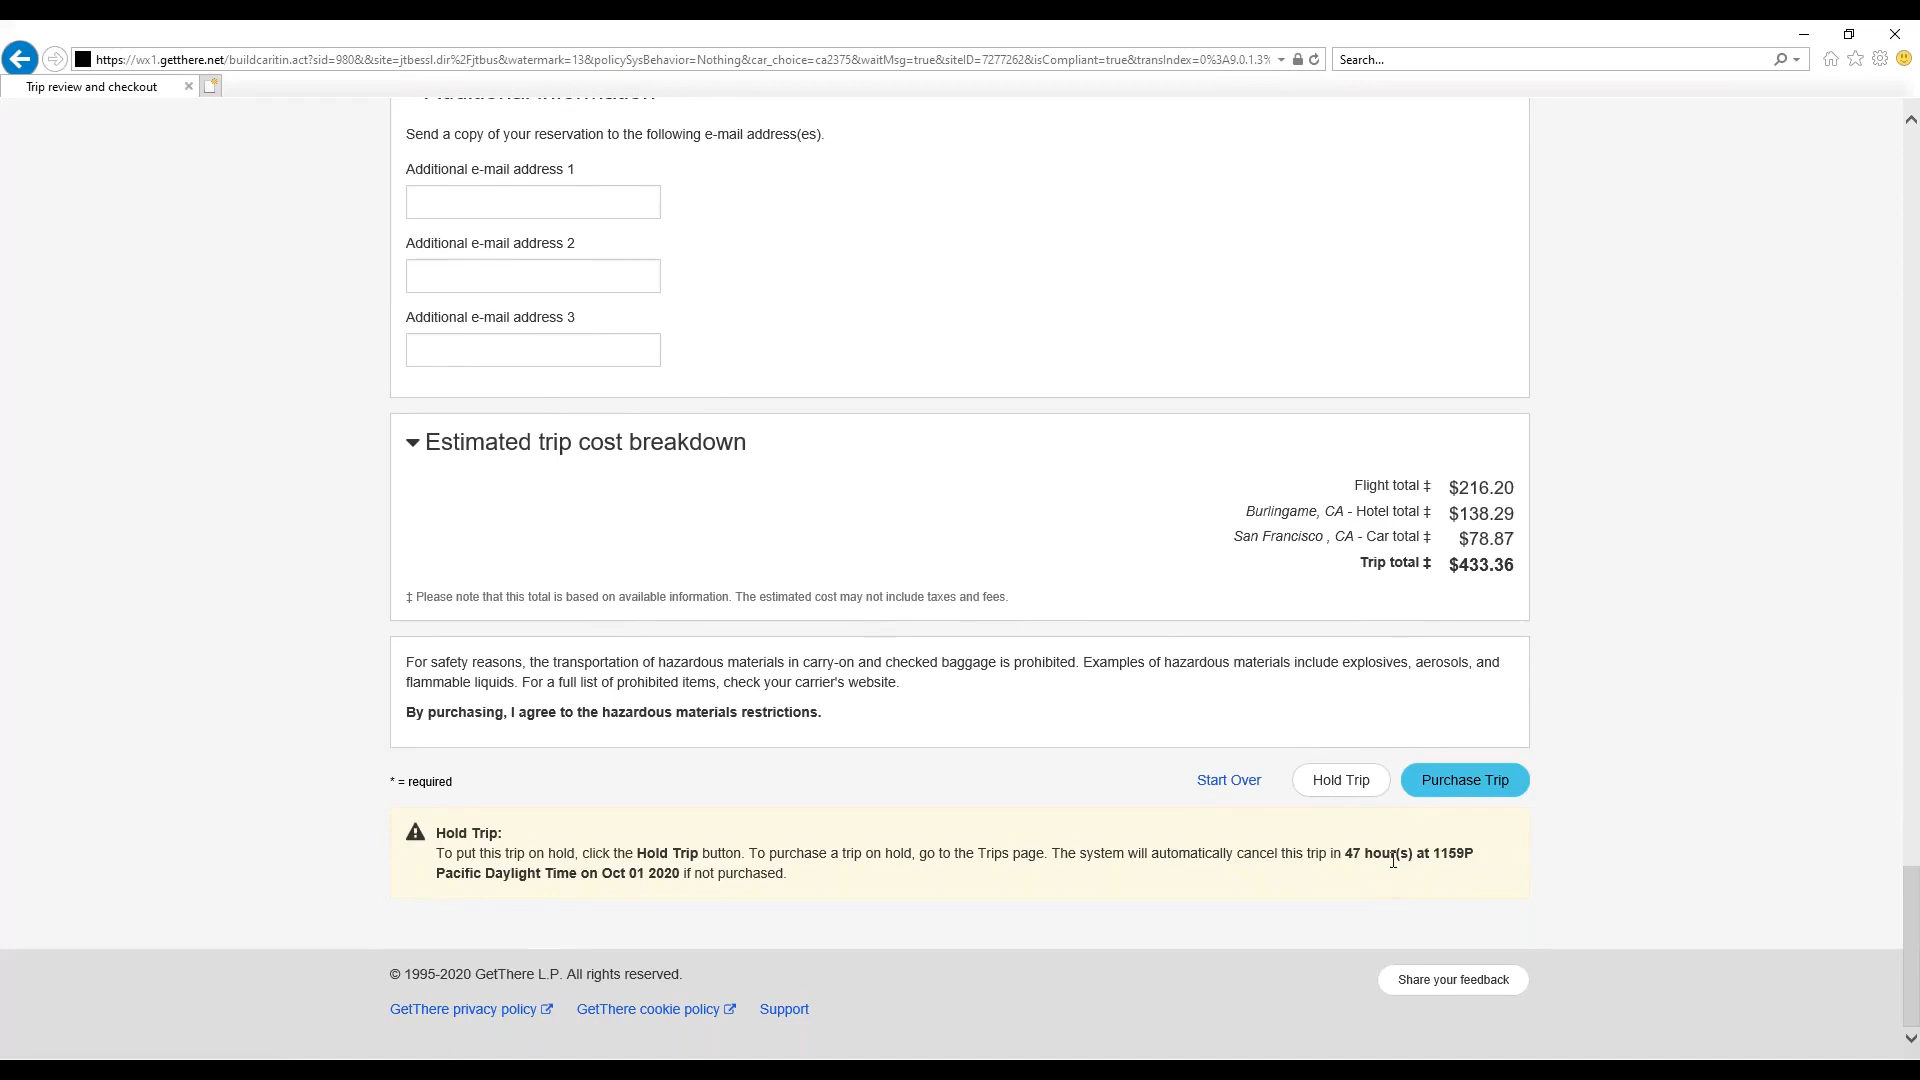 https://wx1.getthere.net/buildcaritin.act?sid=980&&site=jtbessl.dir%2Fjtbus&watermark=13&policySysBehavior=Nothing&car_choice=ca2375&waitMsg=true&siteID=7277262&isCompliant=true&transIndex=0%3A9.0.1.3%
Search...
Trip review and checkout
Additional information
Send a copy of your reservation to the following e-mail address(es).
Additional e-mail address 1
Additional e-mail address 2
Additional e-mail address 3
Estimated trip cost breakdown
Flight total ‡ $216.20
Burlingame, CA - Hotel total ‡ $138.29
San Francisco , CA - Car total ‡ $78.87
Trip total ‡ $433.36
‡ Please note that this total is based on available information. The estimated cost may not include taxes and fees.
For safety reasons, the transportation of hazardous materials in carry-on and checked baggage is prohibited. Examples of hazardous materials include explosives, aerosols, and
flammable liquids. For a full list of prohibited items, check your carrier's website.
By purchasing, I agree to the hazardous materials restrictions.
* = required
Start Over
Hold Trip
Purchase Trip
Hold Trip:
To put this trip on hold, click the Hold Trip button. To purchase a trip on hold, go to the Trips page. The system will automatically cancel this trip in 47 hour(s) at 1159P
Pacific Daylight Time on Oct 01 2020 if not purchased.
© 1995-2020 GetThere L.P. All rights reserved.
Share your feedback
GetThere privacy policy
GetThere cookie policy
Support